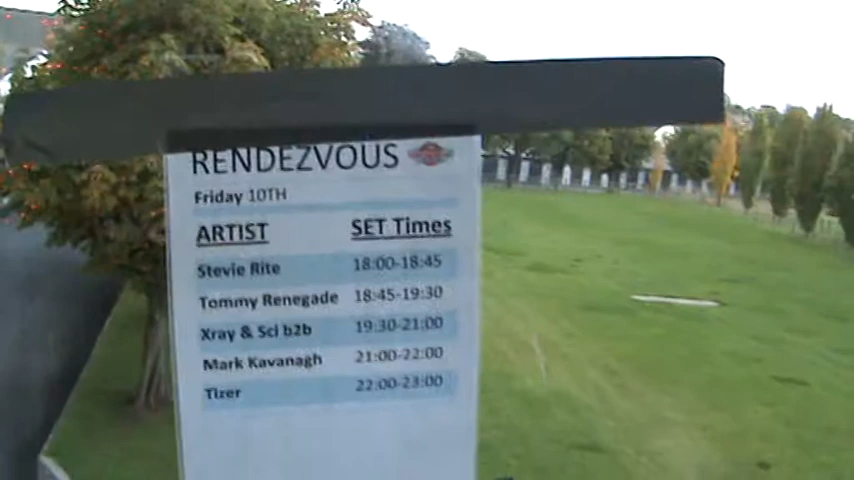 RENDEZVOUS
Friday 10TH
ARTIST SET Times
Stevie Rite 18:00-18:45
Tommy Renegade 18:45-19:30
Xray & Sci b2b 19:30-21:00
Mark Kavanagh 21:00-22:00
Tizer 22:00-23:00